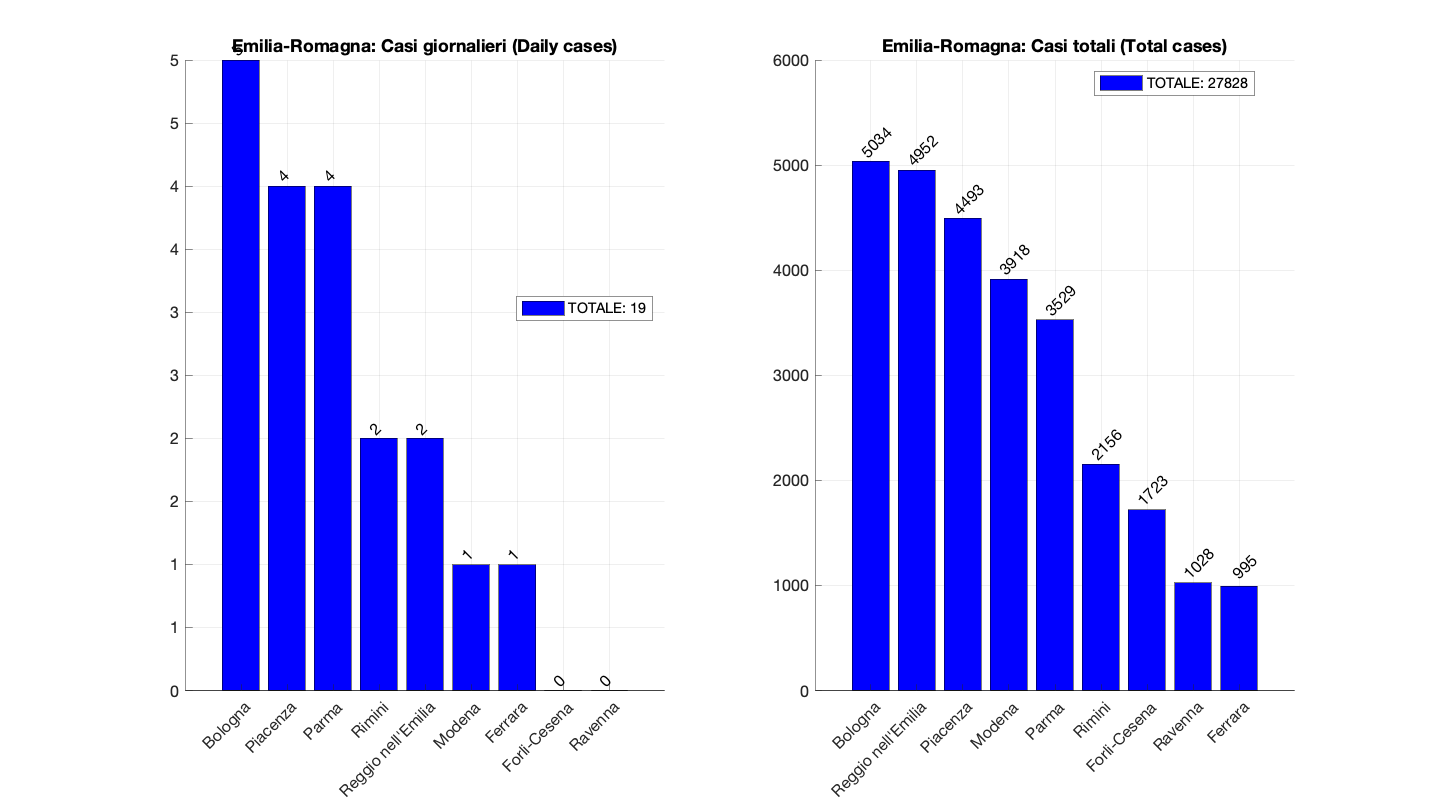 Emilia-Romagna: Casi giornalieri (Daily cases)
5
5
5
4
4
3
3
2
2
1
1
0
4
4
2
2
1
1
0
0
TOTALE: 19
Bologna
Piacenza
Parma
Rimini
Reggio nell'Emilia
Modena
Ferrara
Forlì-Cesena
Ravenna
Emilia-Romagna: Casi totali (Total cases)
6000
5000
4000
3000
2000
1000
0
TOTALE: 27828
5034
4952
4493
3918
3529
2156
1723
1028
995
Bologna
Reggio nell'Emilia
Piacenza
Modena
Parma
Rimini
Forlì-Cesena
Ravenna
Ferrara